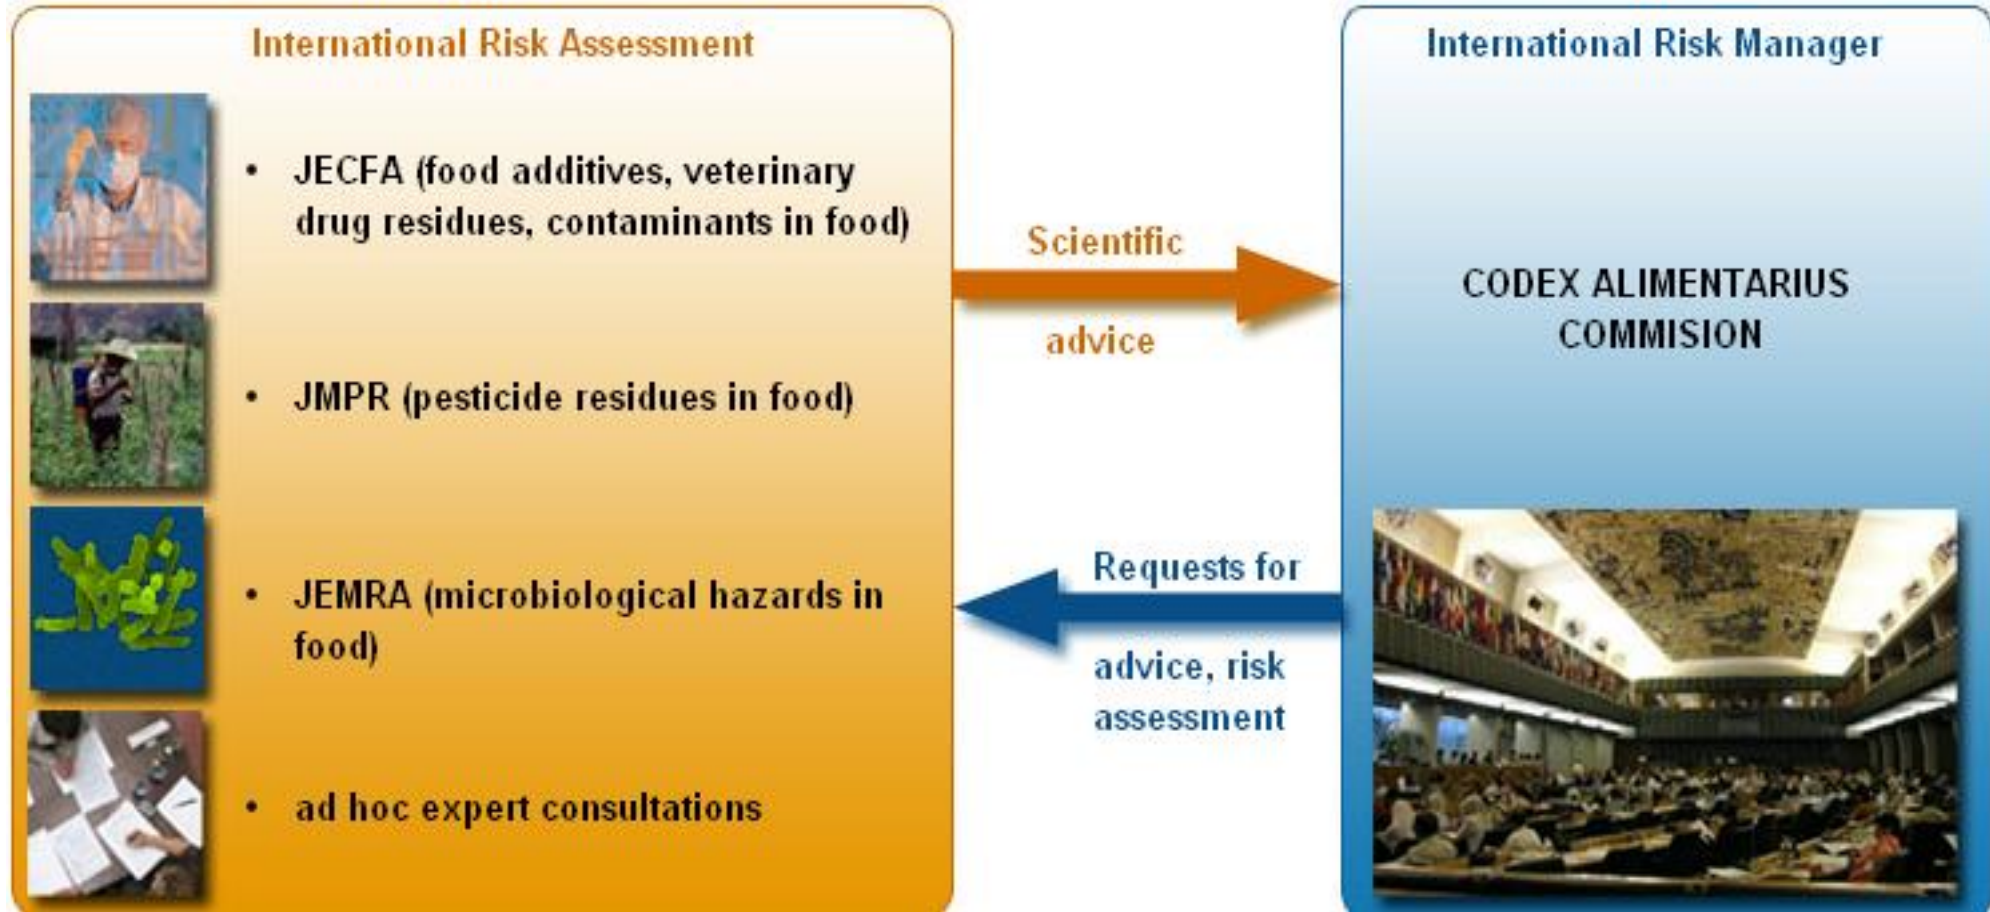 International Risk Assessment
• JECFA (food additives, veterinary
drug residues, contaminants in food)
• JMPR (pesticide residues in food)
• JEMRA (microbiological hazards in
food)
• ad hoc expert consultations
Scientific
advice
Requests for
advice, risk
assessment
International Risk Manager
CODEX ALIMENTARIUS
COMMISION